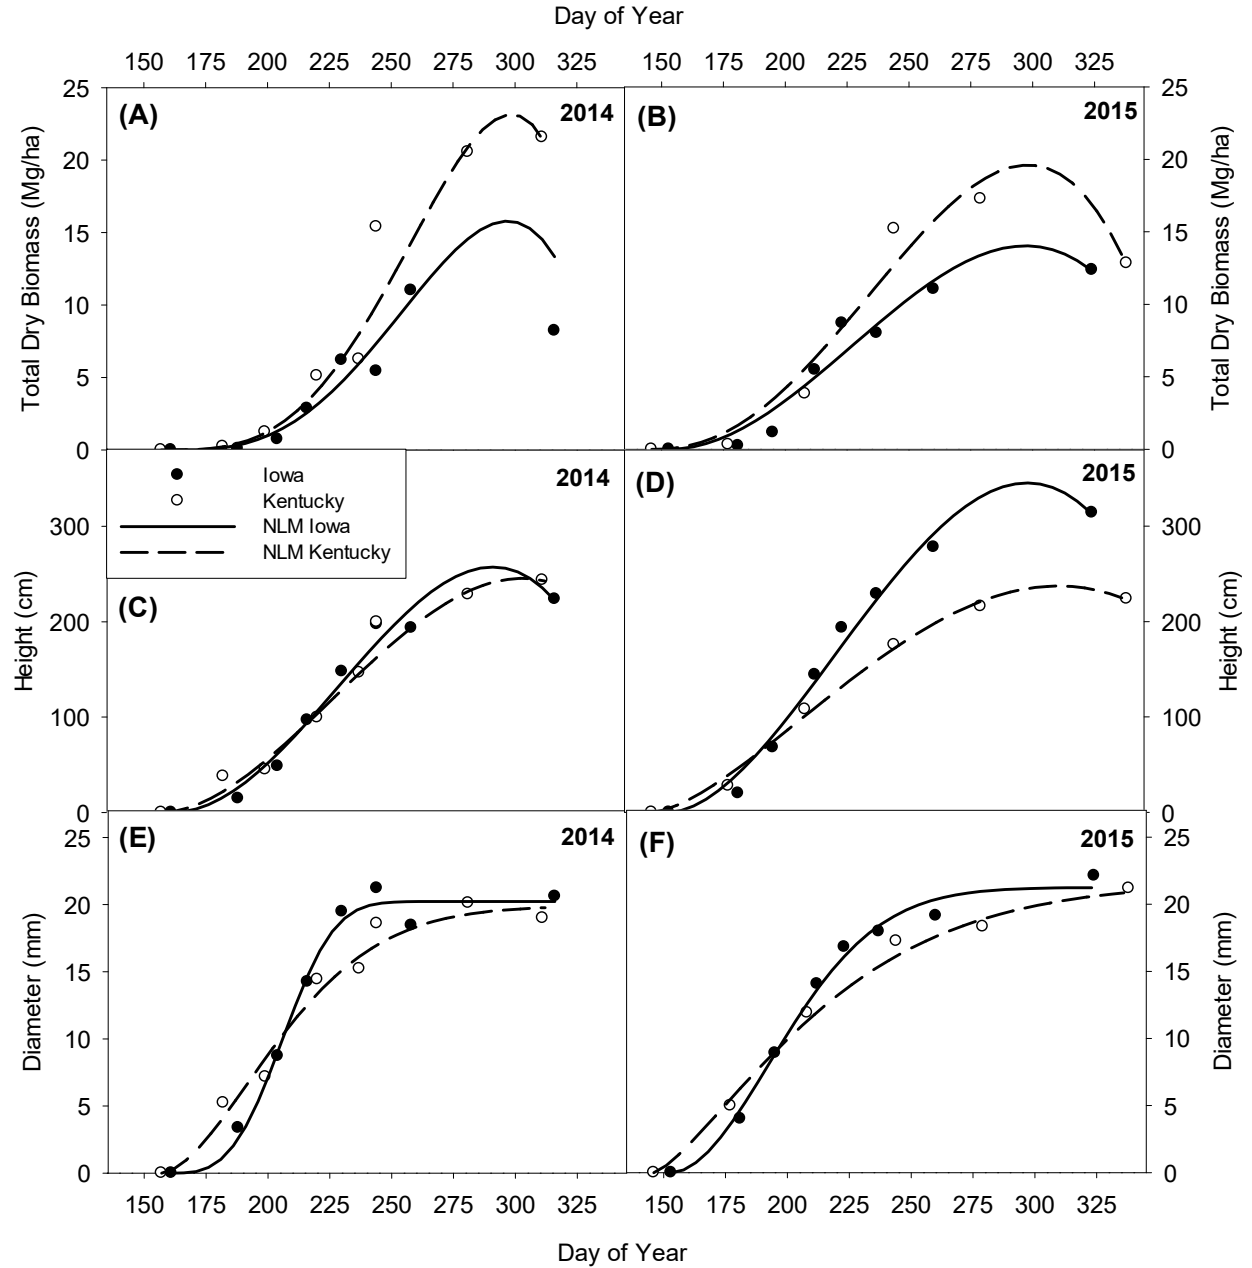 Day of Year
150 175 200 225 250 275 300 325 150 175 200 225 250 275 300 325
25 25
(A) 2014 (B) 2015
Total Dry Biomass (Mg/ha)
20 20
15 15
10 10
5 5
0 0
Total Dry Biomass (Mg/ha)
Iowa
Kentucky
NLM Iowa
NLM Kentucky
2014 (D) 2015
(C)
Height (cm)
300 300
200 200
100 100
0 0
Height (cm)
(E) 2014 (F) 2015
Diameter (mm)
25 25
20 20
15 15
10 10
5 5
0 0
Diameter (mm)
150 175 200 225 250 275 300 325 150 175 200 225 250 275 300 325
Day of Year